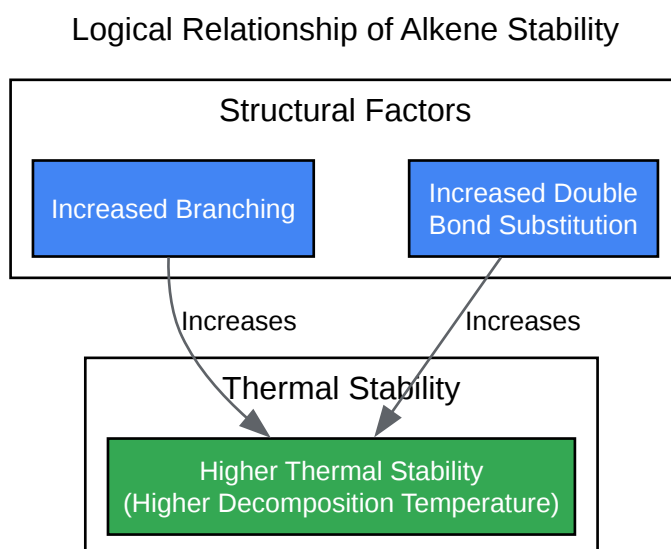 Logical Relationship of Alkene Stability
Structural Factors
Increased Branching
Increased Double
Bond Substitution
Increases
Increases
Thermal Stability
Higher Thermal Stability
(Higher Decomposition Temperature)